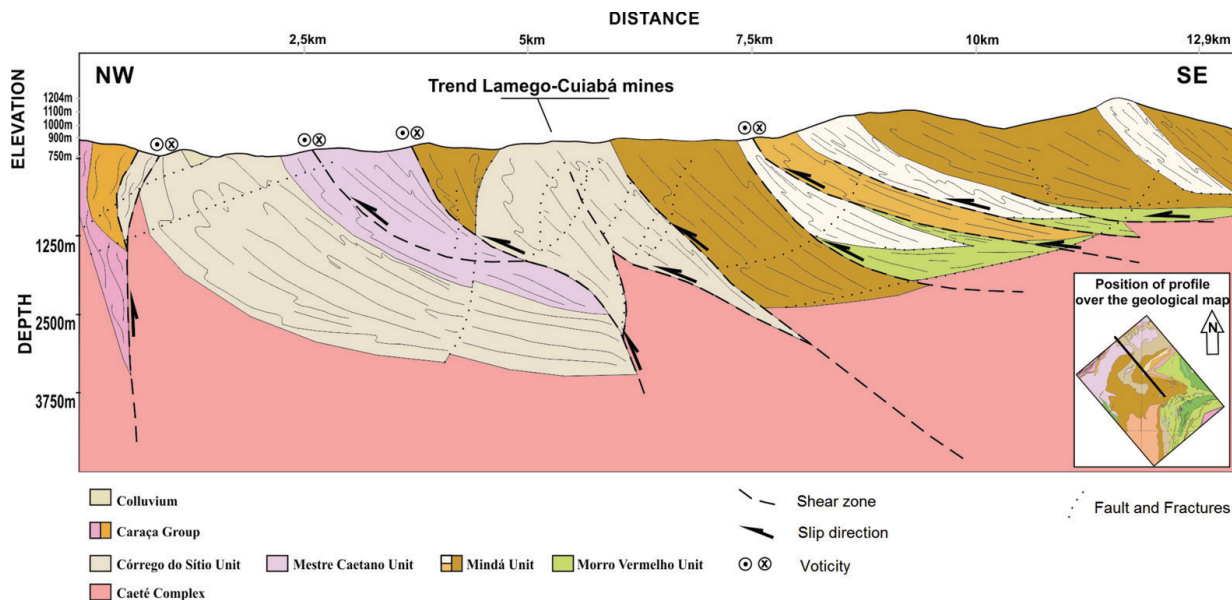 DISTANCE
2,5km 5km 7,5km 10km 12,9km
NW
SE
Trend Lamego-Cuiabá mines
ELEVATION
1204m
1100m
1000m
900m
750m
1250m
DEPTH
2500m
3750m
Position of profile
over the geological map
N
Colluvium
Caraça Group
Córrego do Sítio Unit
Mestre Caetano Unit
Mindá Unit
Morro Vermelho Unit
Caeté Complex
Shear zone
Slip direction
Voticity
Fault and Fractures